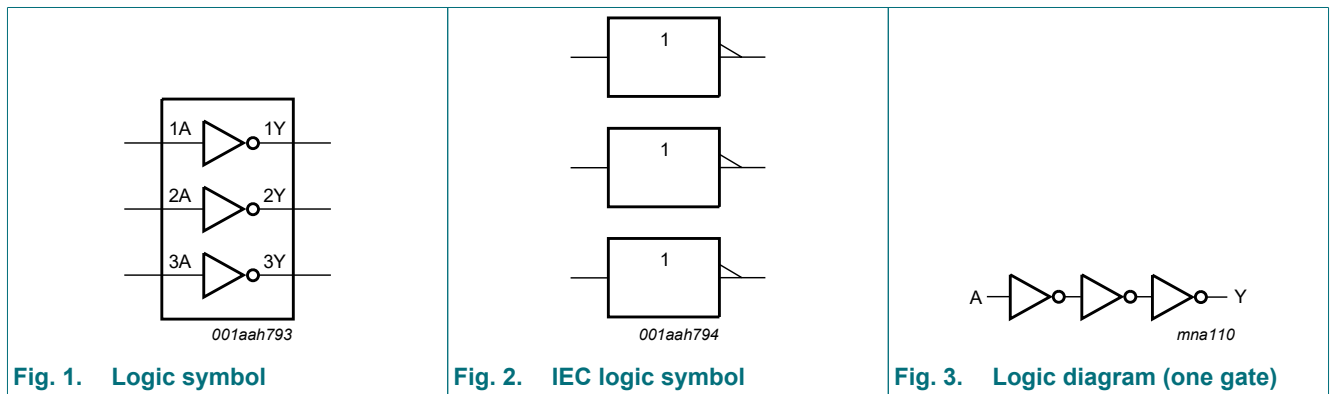 1A 1Y
2A 2Y
3A 3Y
001aah793
Fig. 1. Logic symbol
1
1
1
001aah794
Fig. 2. IEC logic symbol
A Y
mna110
Fig. 3. Logic diagram (one gate)